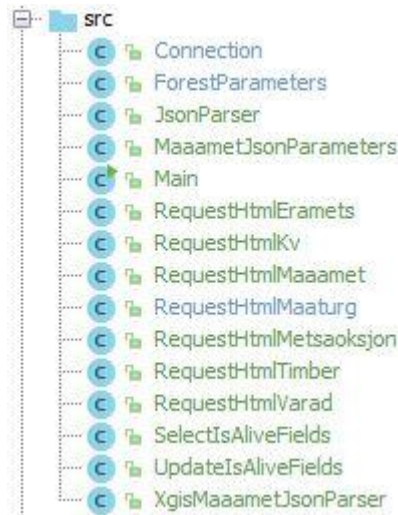 src
C Connection
C ForestParameters
C JsonParser
C MaaametJsonParameters
C Main
C RequestHtmlEramets
C RequestHtmlKv
C RequestHtmlMaaamet
C RequestHtmlMaaturg
C RequestHtmlMetsaoksjon
C RequestHtmlTimber
C RequestHtmlVarad
C SelectIsAliveFields
C UpdateIsAliveFields
C XgisMaaametJsonParser